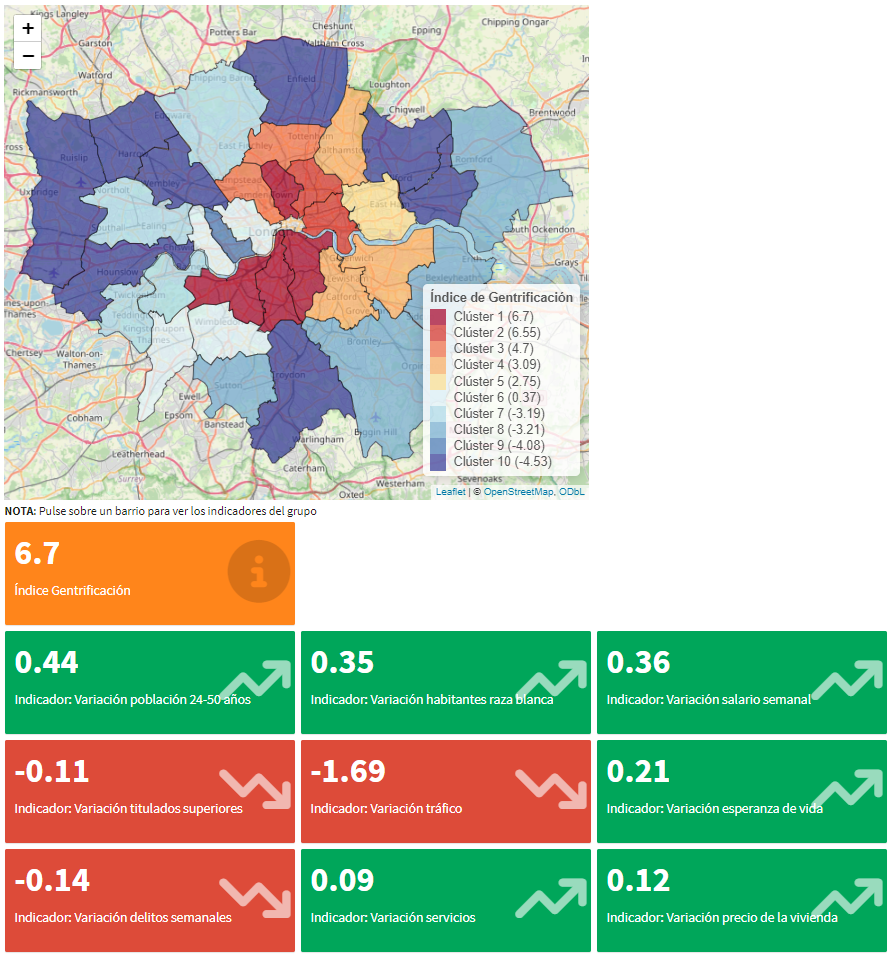 Kings Langley
Potters Bar
Cheshunt
Epping
Chipping Ongar
+
Garston
Waltham Cross
−
Watford
Chipping Barnet
Enfield
Loughton
Rickmansworth
Chigwell
Brentwood
Edgware
Tottenham
Ruislip
Harrow
East Finchley
Walthamstow
Romford
Wembley
Uxbridge
Northolt
Camden Town
East Ham
Southall
Ealing
London
South Ockendon
Greenwich
Erith
Grays
Hounslow
Lewisham
Bexleyheath
Twickenham
Catford
Teddington
Wimbledon
Kingston upon
Thames
Bromley
Chertsey
Walton-on-
Thames
Sutton
Croydon
Ewell
Epsom
Cobham
Banstead
Biggin Hill
Warlingham
Leatherhead
Caterham
Surrey
Oxted
Westerham
Sevenoaks
Índice de Gentrificación
Clúster 1 (6.7)
Clúster 2 (6.55)
Clúster 3 (4.7)
Clúster 4 (3.09)
Clúster 5 (2.75)
Clúster 6 (0.37)
Clúster 7 (-3.19)
Clúster 8 (-3.21)
Clúster 9 (-4.08)
Clúster 10 (-4.53)
Leaflet | © OpenStreetMap, ODbL
NOTA: Pulse sobre un barrio para ver los indicadores del grupo
6.7
Índice Gentrificación
0.44
Indicador: Variación población 24-50 años
0.35
Indicador: Variación habitantes raza blanca
0.36
Indicador: Variación salario semanal
-0.11
Indicador: Variación titulados superiores
-1.69
Indicador: Variación tráfico
0.21
Indicador: Variación esperanza de vida
-0.14
Indicador: Variación delitos semanales
0.09
Indicador: Variación servicios
0.12
Indicador: Variación precio de la vivienda